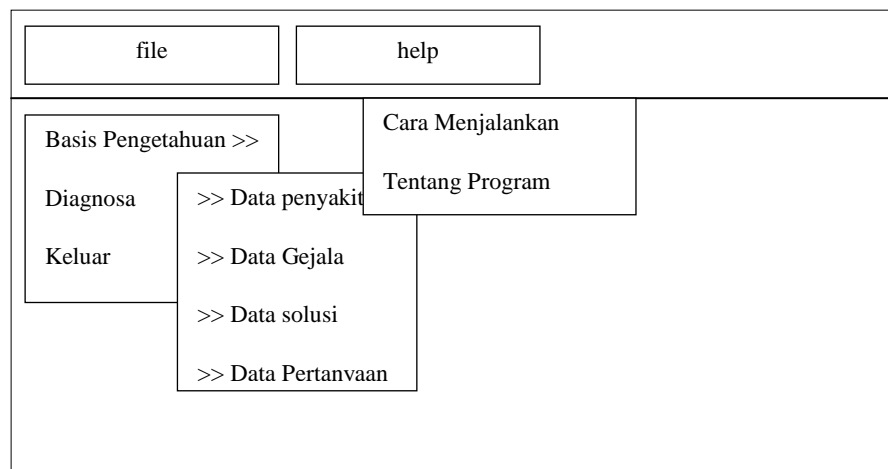 file
help
Basis Pengetahuan >>
Diagnosa
Keluar
>> Data penyakit
>> Data Gejala
>> Data solusi
>> Data Pertanyaan
Cara Menjalankan
Tentang Program